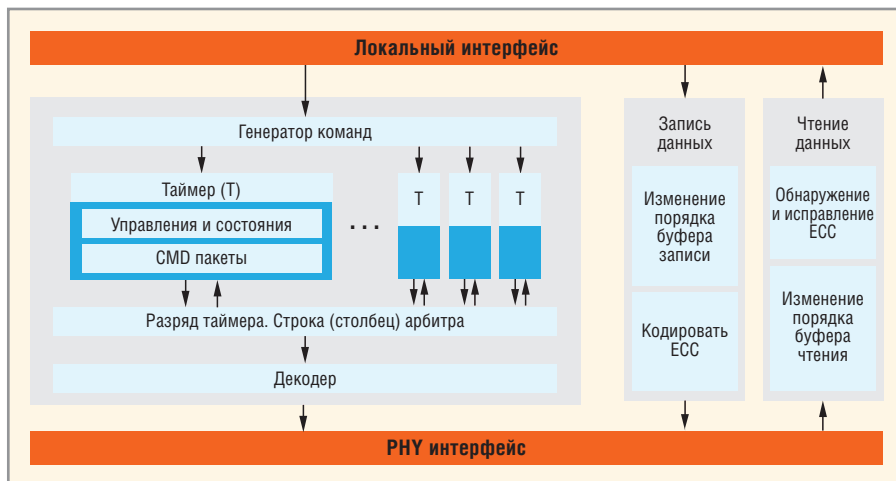 Локальный интерфейс
Генератор команд
Таймер (T)
Управления и состояния
CMD пакеты
...
T
T
T
Разряд таймера. Строка (столбец) арбитра
Декодер
Запись
данных
Изменение
порядка
буфера
записи
Кодировать
ECC
Чтение
данных
Обнаружение
и исправление
ECC
Изменение
порядка
буфера
чтения
PHY интерфейс